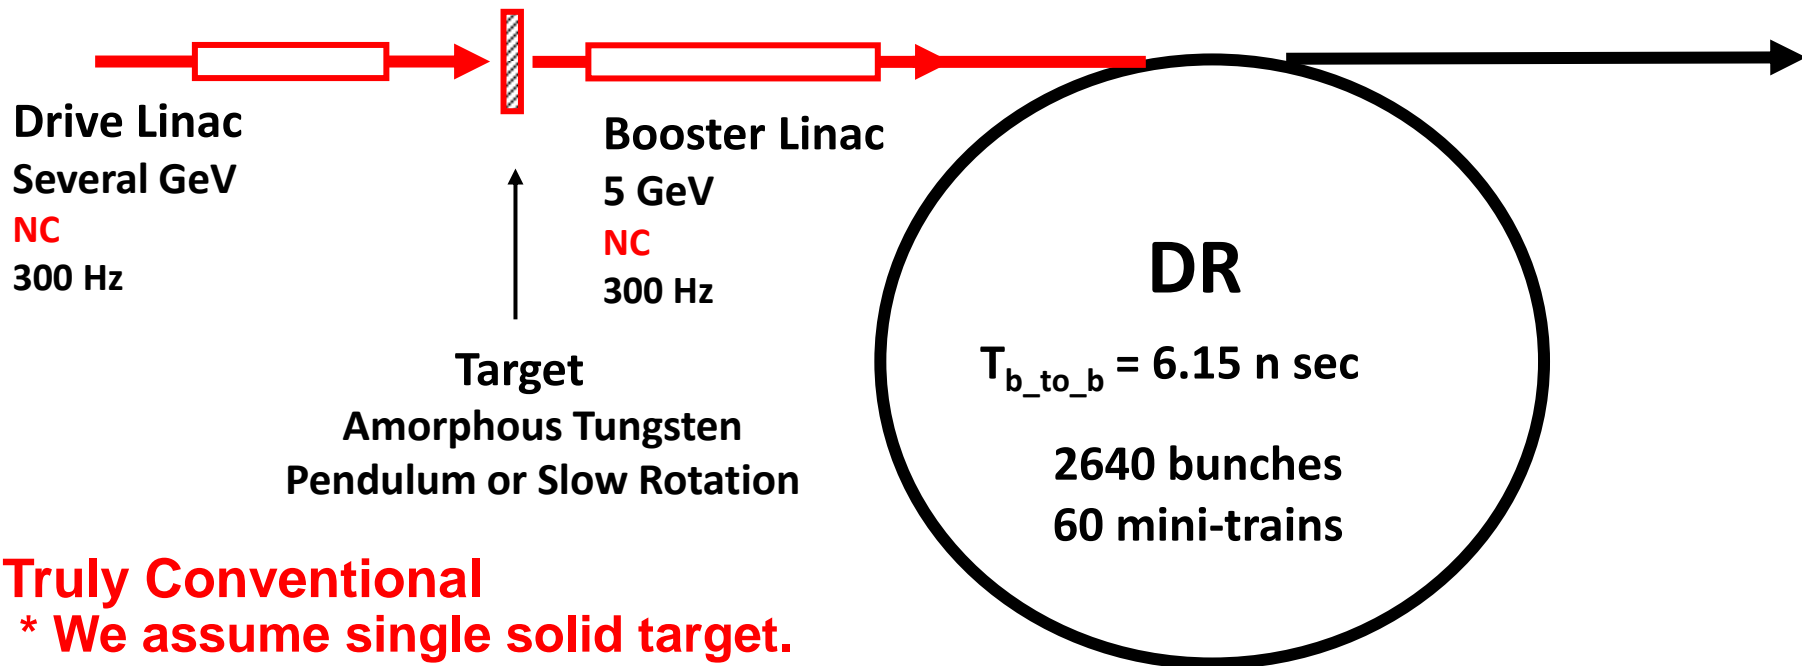 Drive Linac
Several GeV
NC
300 Hz
Target
Amorphous Tungsten
Pendulum or Slow Rotation
Booster Linac
5 GeV
NC
300 Hz
DR
T_b_to_b = 6.15 n sec
2640 bunches
60 mini-trains
Truly Conventional
* We assume single solid target.